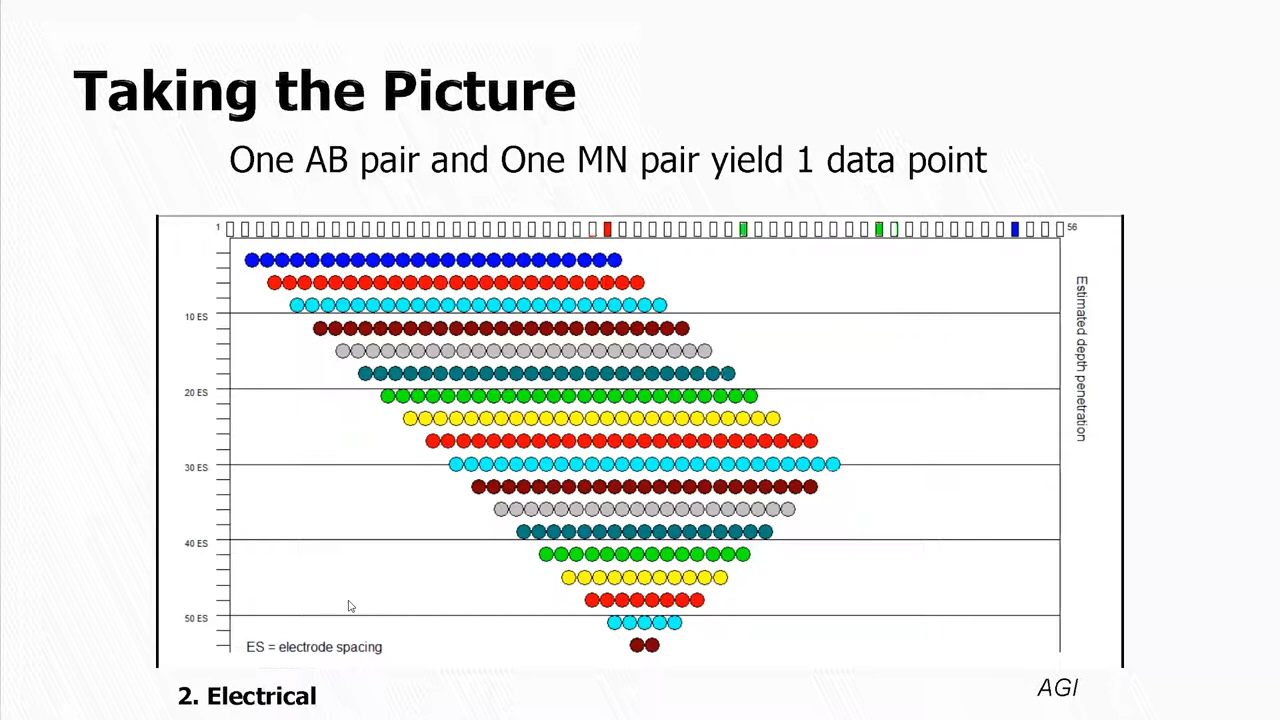 Taking the Picture
One AB pair and One MN pair yield 1 data point
1
56
10 ES
20 ES
30 ES
40 ES
50 ES
Estimated depth penetration
ES = electrode spacing
2. Electrical
AGI